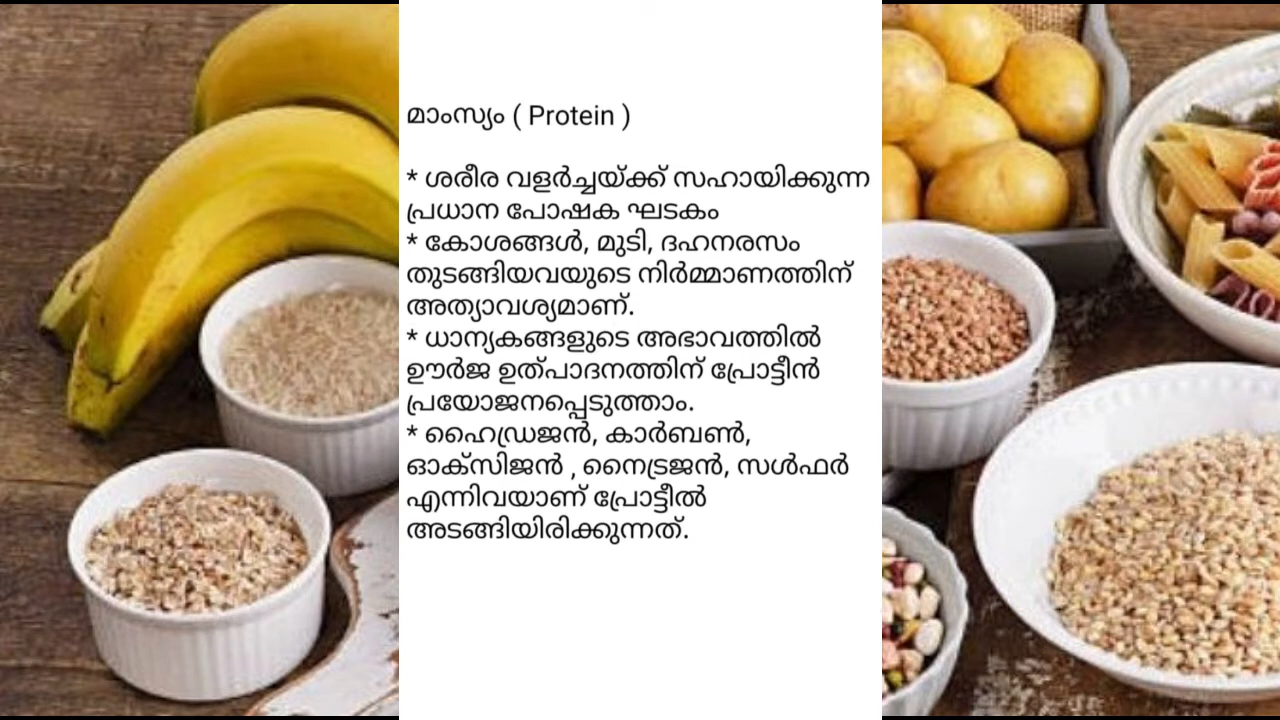 മാംസ്യം ( Protein )
* ശരീര വളർച്ചയ്ക്ക് സഹായിക്കുന്ന
പ്രധാന പോഷക ഘടകം
* കോശങ്ങൾ, മുടി, ദഹനരസം
തുടങ്ങിയവയുടെ നിർമ്മാണത്തിന്
അത്യാവശ്യമാണ്.
* ധാന്യകങ്ങളുടെ അഭാവത്തിൽ
ഊർജ ഉത്പാദനത്തിന് പ്രോട്ടീൻ
പ്രയോജനപ്പെടുത്താം.
* ഹൈഡ്രജൻ, കാർബൺ,
ഓക്സിജൻ , നൈട്രജൻ, സൾഫർ
എന്നിവയാണ് പ്രോട്ടീൽ
അടങ്ങിയിരിക്കുന്നത്.